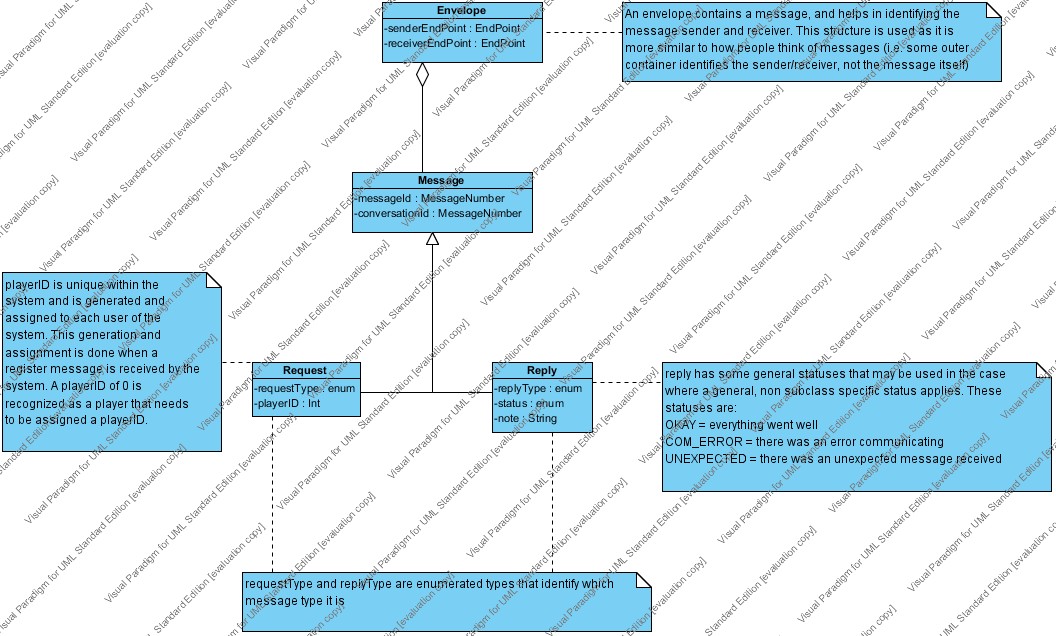 Envelope
-senderEndPoint : EndPoint
-receiverEndPoint : EndPoint
An envelope contains a message, and helps in identifying the
message sender and receiver. This structure is used as it is
more similar to how people think of messages (i.e. some outer
container identifies the sender/receiver, not the message itself)
Message
-messageId : MessageNumber
-conversationId : MessageNumber
playerID is unique within the
system and is generated and
assigned to each user of the
system. This generation and
assignment is done when a
register message is received by the
system. A playerID of 0 is
recognized as a player that needs
to be assigned a playerID.
Request
-requestType : enum
-playerID : Int
Reply
-replyType : enum
-status : enum
-note : String
reply has some general statuses that may be used in the case
where a general, non subclass specific status applies. These
statuses are:
OKAY = everything went well
COM_ERROR = there was an error communicating
UNEXPECTED = there was an unexpected message received
requestType and replyType are enumerated types that identify which
message type it is
Visual Paradigm for UML Standard Edition [evaluation copy]